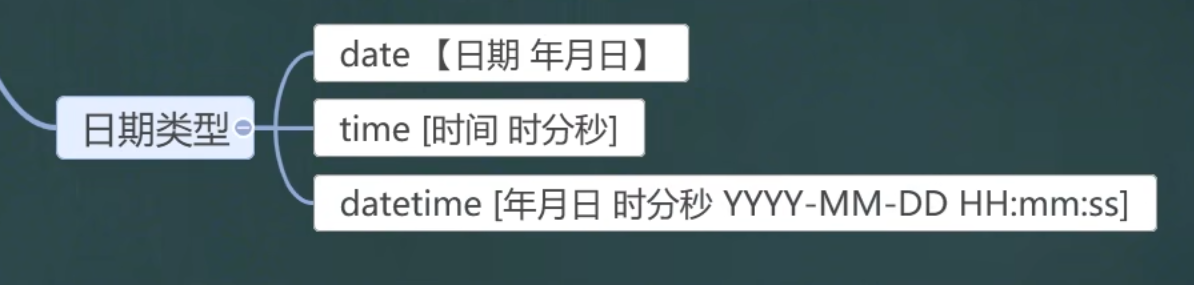 date 【日期 年月日】
日期类型
time [时间 时分秒]
datetime [年月日 时分秒 YYYY-MM-DD HH:mm:ss]